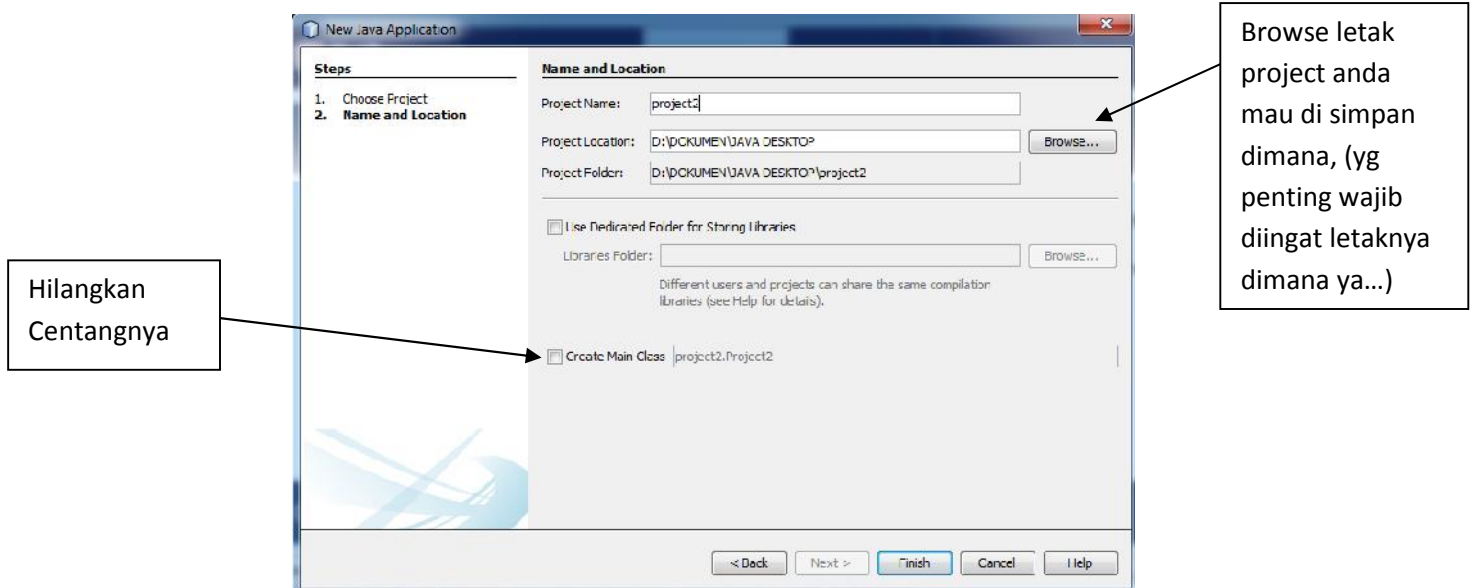 New Java Application
Steps
1. Choose Project
2. Name and Location
Name and Location
Project Name: project2
Project Location: D:\DOKUMEN\JAVA DESKTOP Browse...
Project Folder: D:\DOKUMEN\JAVA DESKTOP\project2
Use Dedicated Folder for Storing Libraries
Libraries Folder: Browse...
Different users and projects can share the same compilation
libraries (see Help for details).
Create Main Class project2.Project2
< Back Next > Finish Cancel Help
Hilangkan
Centangnya
Browse letak
project anda
mau di simpan
dimana, (yg
penting wajib
diingat letaknya
dimana ya...)